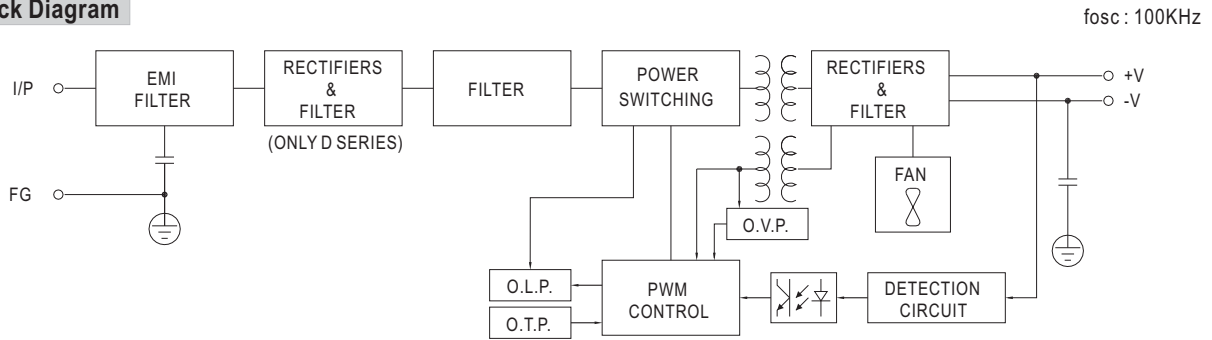 ck Diagram
fosc : 100KHz
I/P
EMI
FILTER
RECTIFIERS
&
FILTER
(ONLY D SERIES)
FILTER
POWER
SWITCHING
RECTIFIERS
&
FILTER
+V
-V
FG
FAN
O.V.P.
O.L.P.
O.T.P.
PWM
CONTROL
DETECTION
CIRCUIT